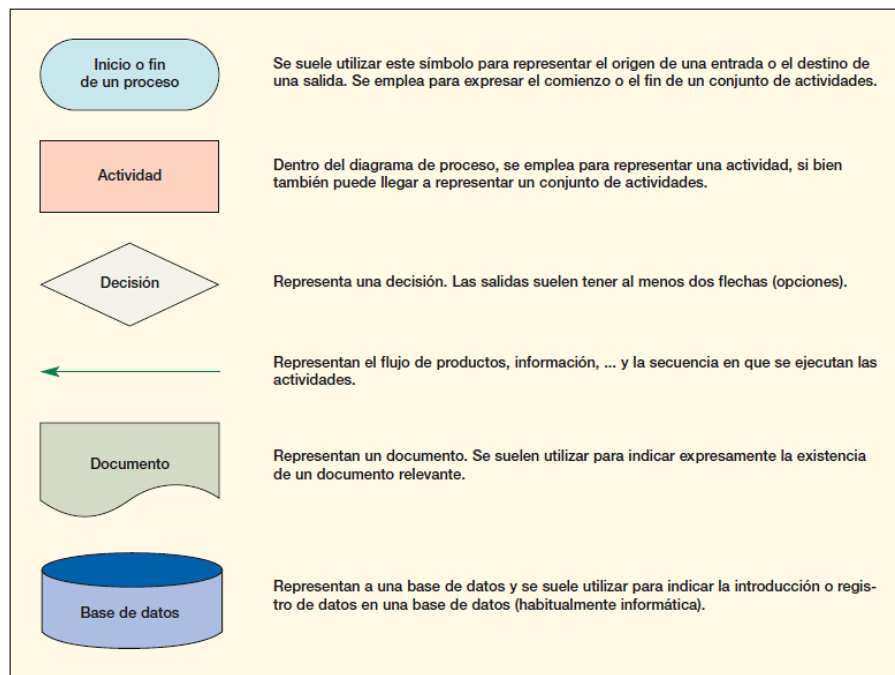 Inicio o fin
de un proceso
Se suele utilizar este símbolo para representar el origen de una entrada o el destino de
una salida. Se emplea para expresar el comienzo o el fin de un conjunto de actividades.
Actividad
Dentro del diagrama de proceso, se emplea para representar una actividad, si bien
también puede llegar a representar un conjunto de actividades.
Decisión
Representa una decisión. Las salidas suelen tener al menos dos flechas (opciones).
Representan el flujo de productos, información, ... y la secuencia en que se ejecutan las
actividades.
Documento
Representan un documento. Se suelen utilizar para indicar expresamente la existencia
de un documento relevante.
Base de datos
Representan a una base de datos y se suele utilizar para indicar la introducción o regis-
tro de datos en una base de datos (habitualmente informática).